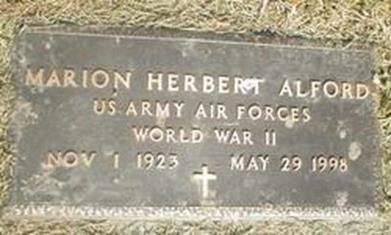 MARION HERBERT ALFORD
US ARMY AIR FORCES
WORLD WAR II
NOV 1 1923 MAY 29 1998